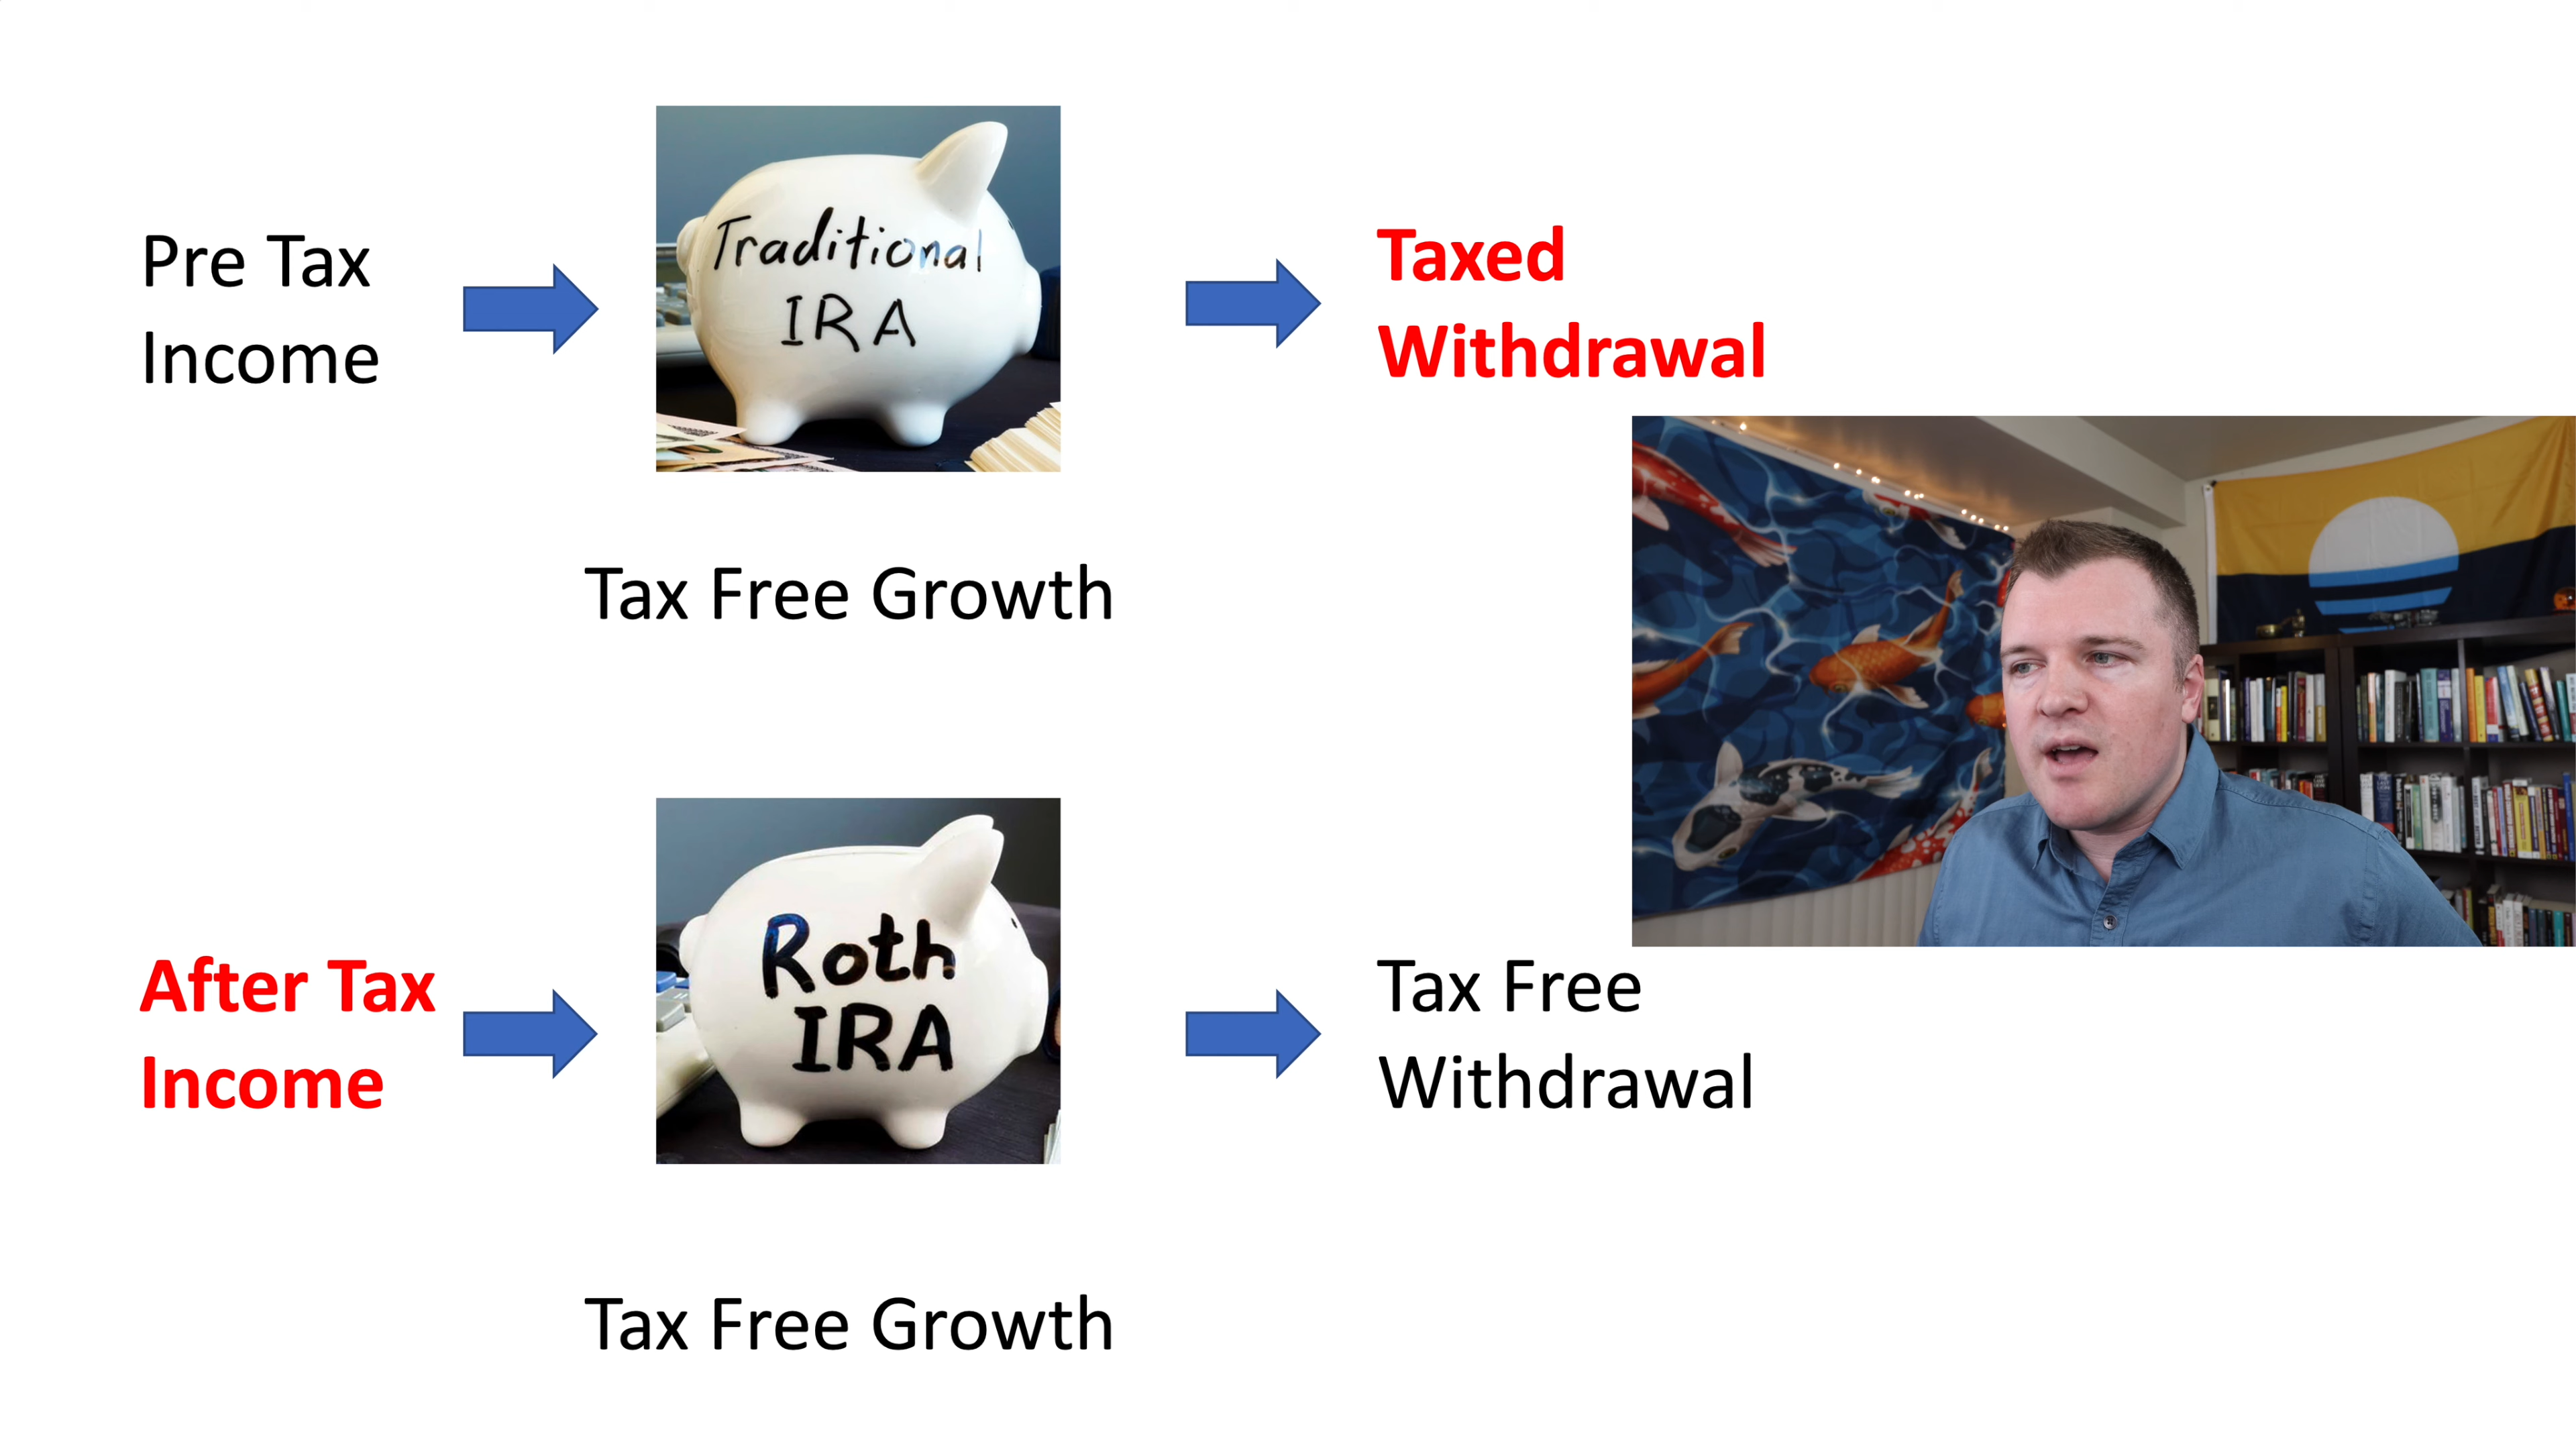 Pre Tax
Income
Traditional
IRA
Taxed
Withdrawal
Tax Free Growth
After Tax
Income
Roth
IRA
Tax Free
Withdrawal
Tax Free Growth